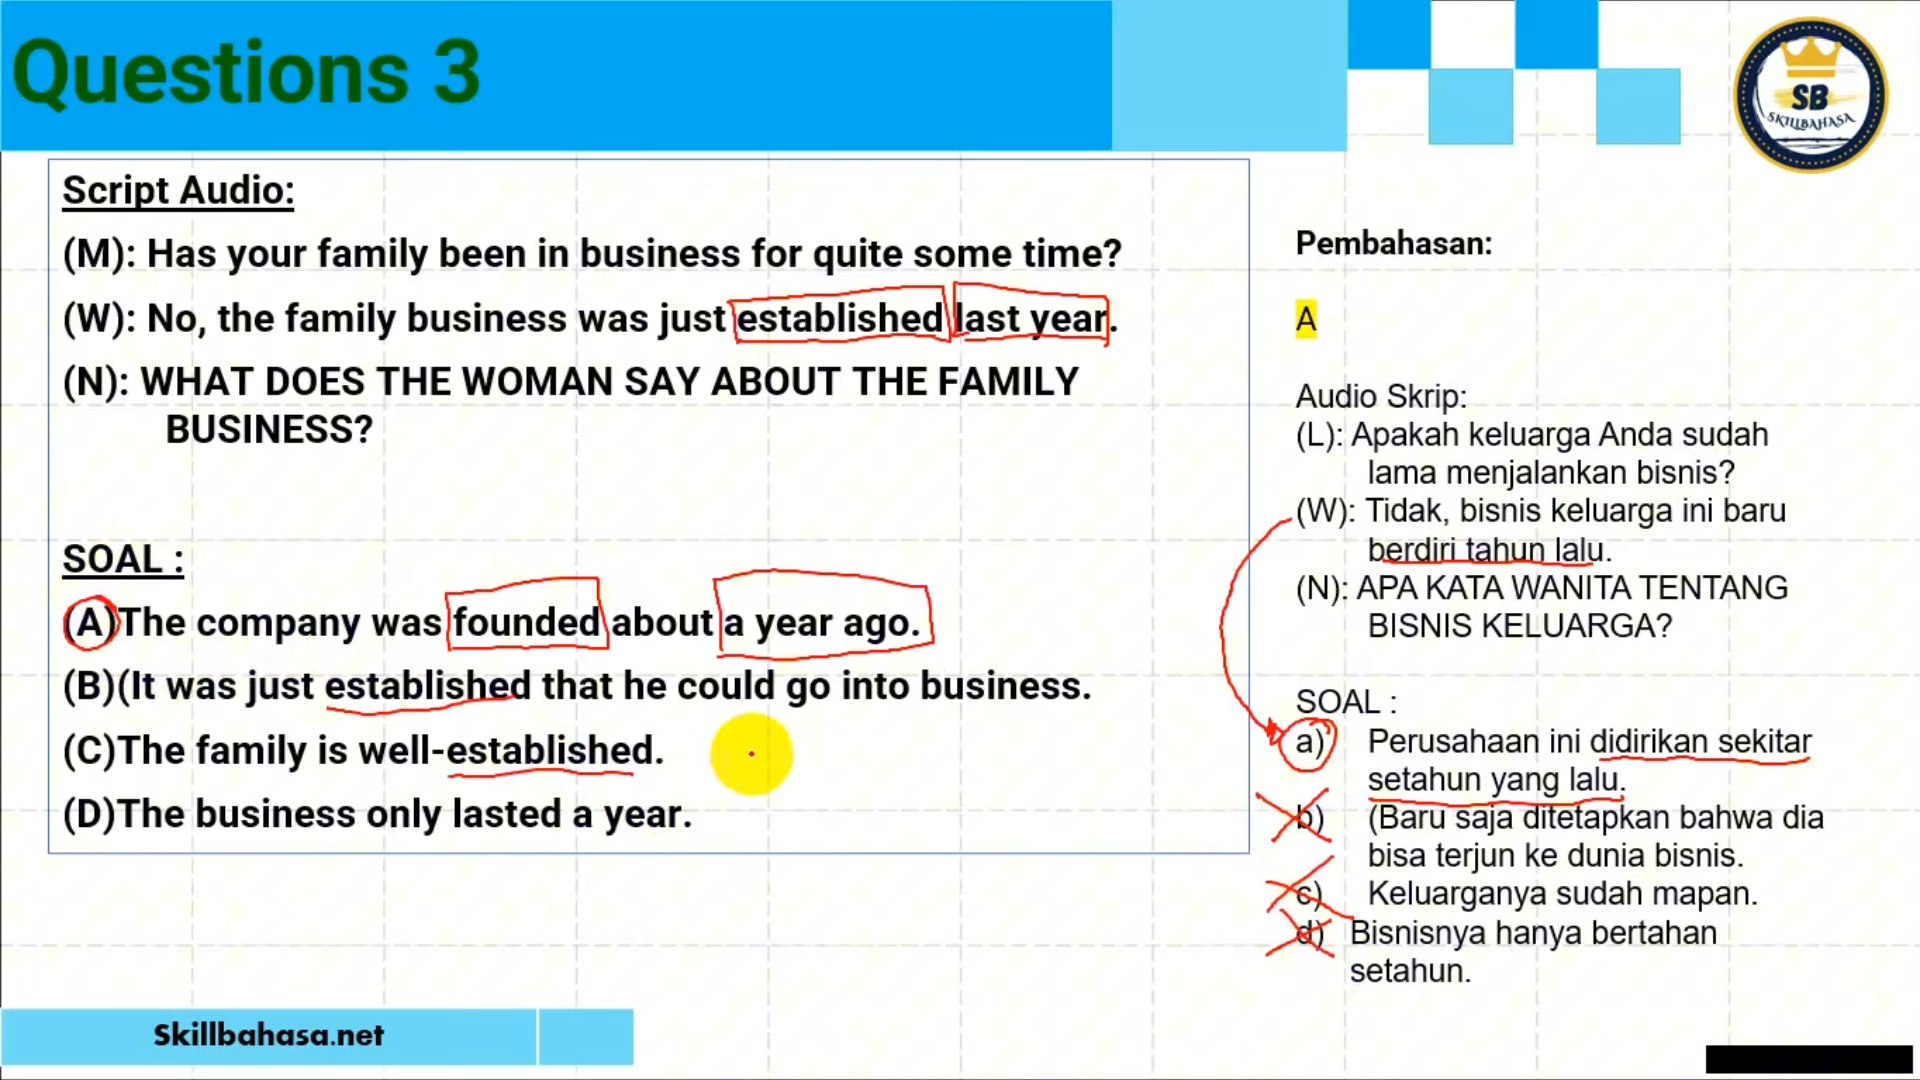 Questions 3
SB
SKILLBAHASA
Script Audio:
(M): Has your family been in business for quite some time?
(W): No, the family business was just established last year.
(N): WHAT DOES THE WOMAN SAY ABOUT THE FAMILY
BUSINESS?
SOAL :
(A)The company was founded about a year ago.
(B)(It was just established that he could go into business.
(C)The family is well-established.
(D)The business only lasted a year.
Pembahasan:
A
Audio Skrip:
(L): Apakah keluarga Anda sudah
lama menjalankan bisnis?
(W): Tidak, bisnis keluarga ini baru
berdiri tahun lalu.
(N): APA KATA WANITA TENTANG
BISNIS KELUARGA?
SOAL :
a) Perusahaan ini didirikan sekitar
setahun yang lalu.
b) (Baru saja ditetapkan bahwa dia
bisa terjun ke dunia bisnis.
c) Keluarganya sudah mapan.
d) Bisnisnya hanya bertahan
setahun.
Skillbahasa.net